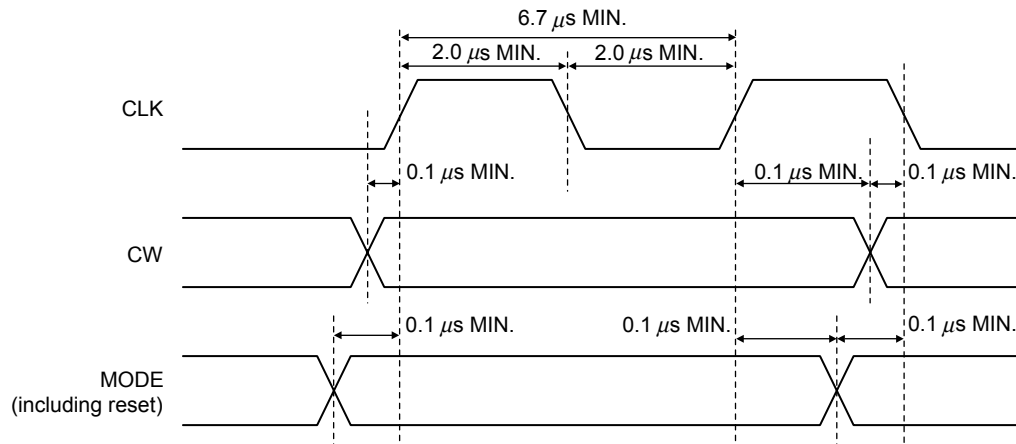 6.7 μs MIN.
2.0 μs MIN. 2.0 μs MIN.
CLK
0.1 μs MIN. 0.1 μs MIN. 0.1 μs MIN.
CW
0.1 μs MIN. 0.1 μs MIN. 0.1 μs MIN.
MODE
(including reset)